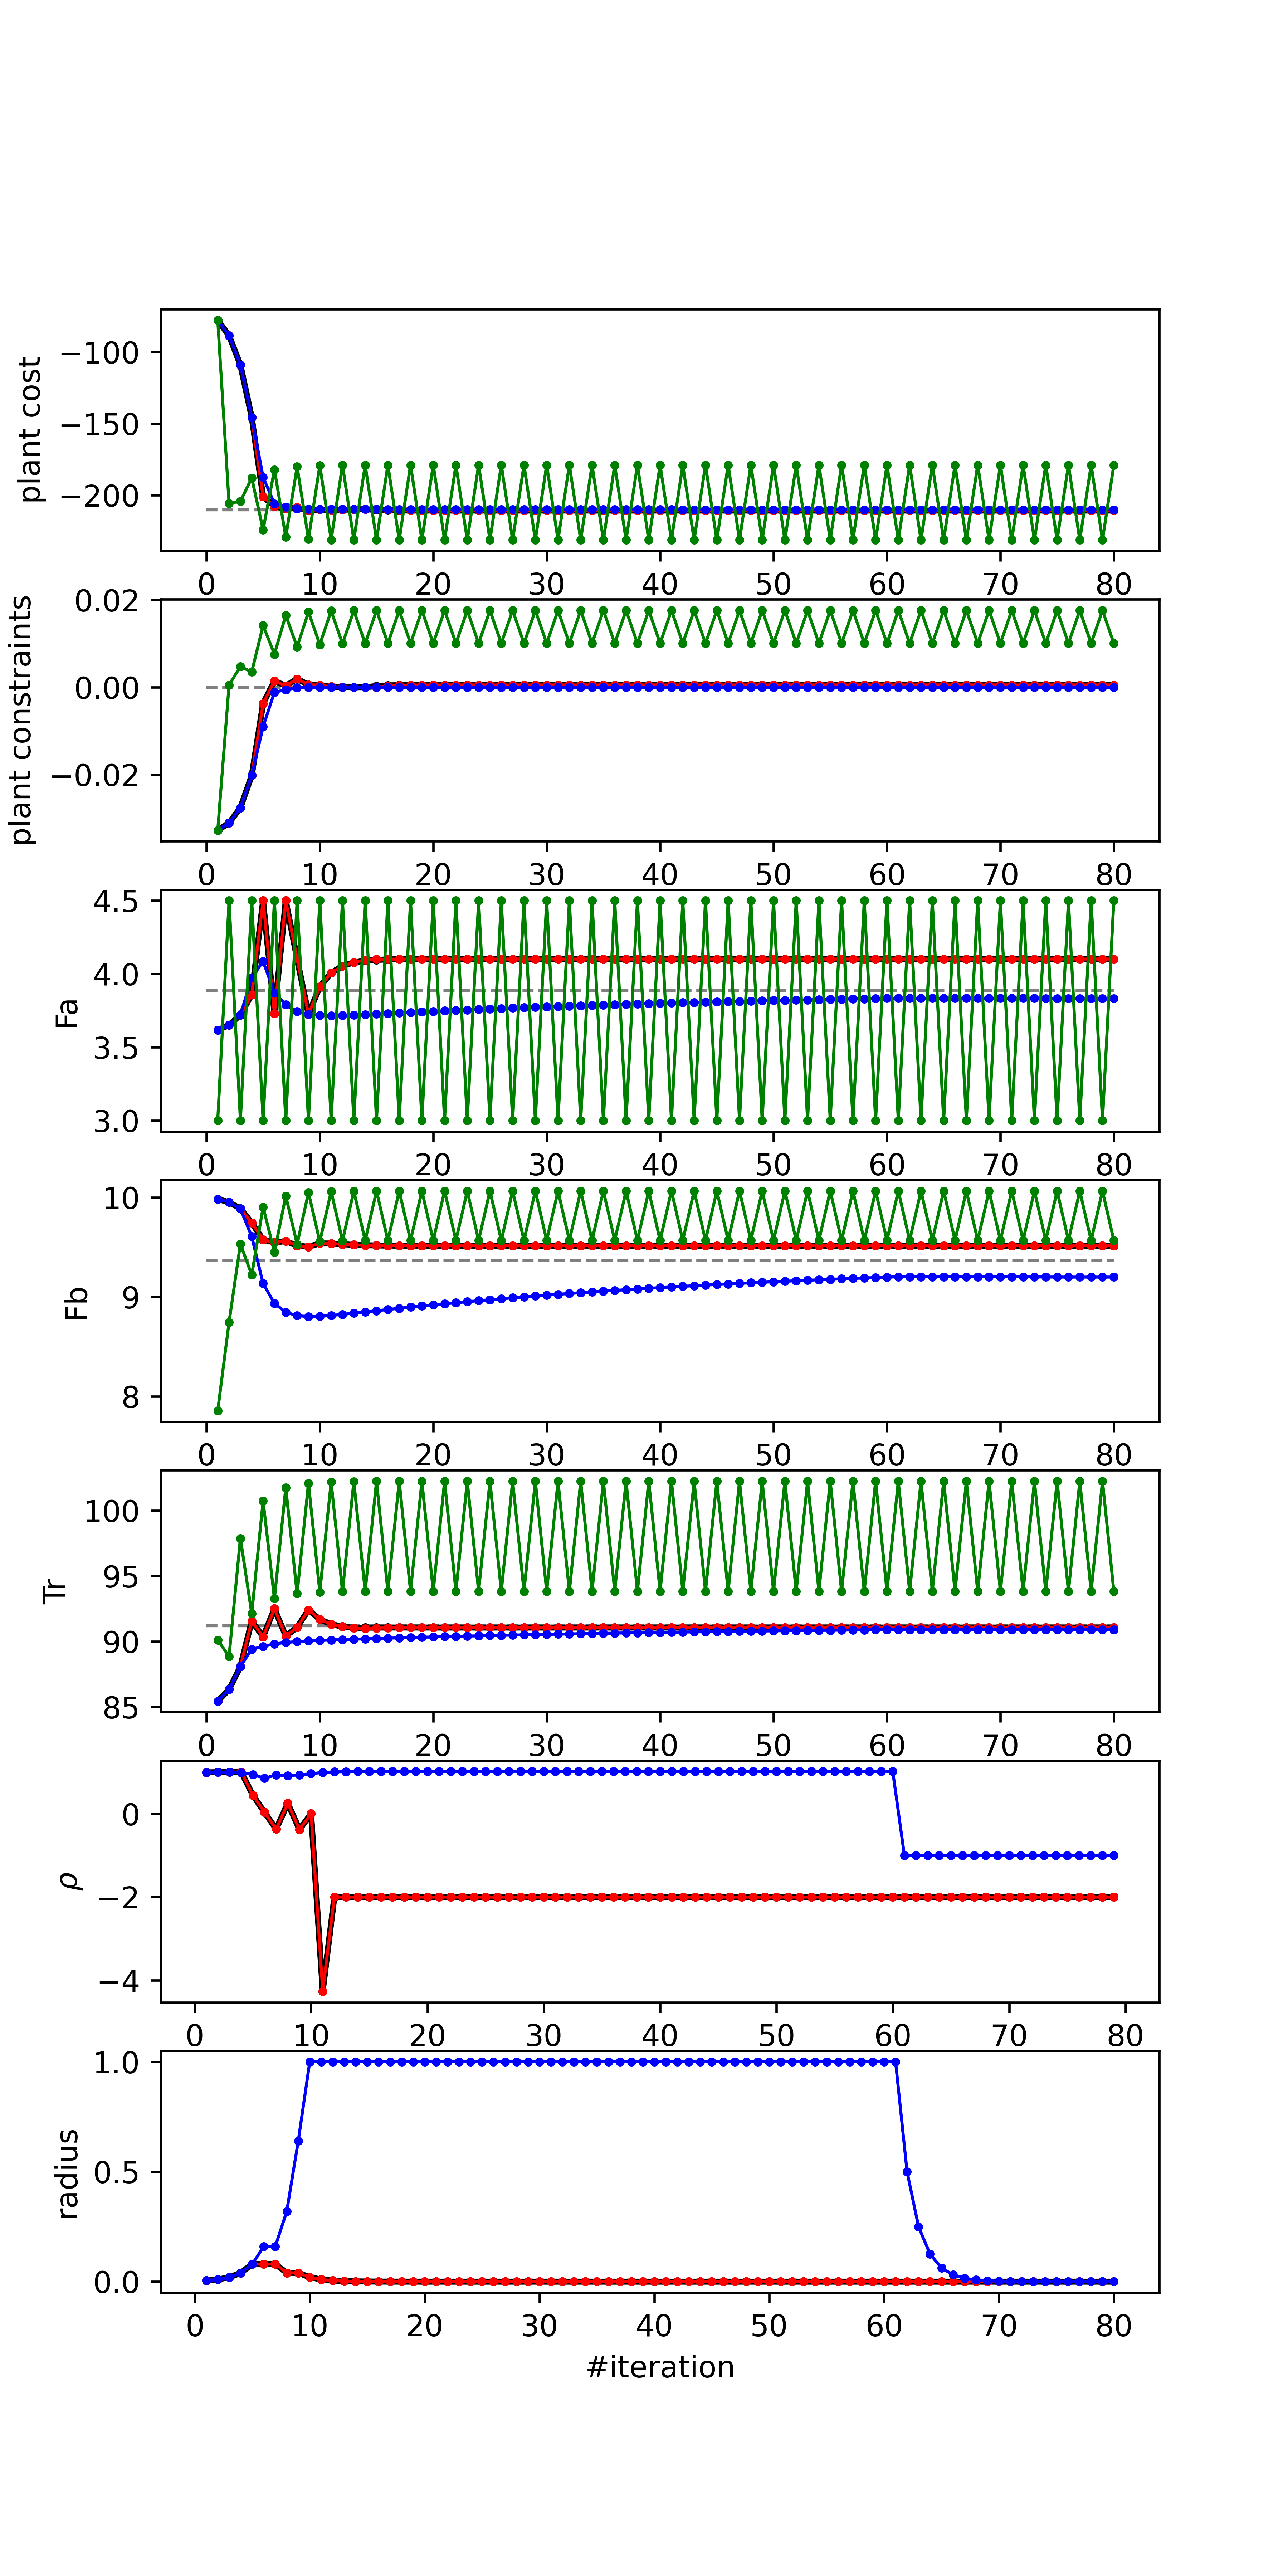 plant cost
−100
−150
−200
0 10 20 30 40 50 60 70 80
plant constraints
0.02
0.00
−0.02
0 10 20 30 40 50 60 70 80
Fa
4.5
4.0
3.5
3.0
0 10 20 30 40 50 60 70 80
Fb
10
9
8
0 10 20 30 40 50 60 70 80
Tr
100
95
90
85
0 10 20 30 40 50 60 70 80
ρ
0
−2
−4
0 10 20 30 40 50 60 70 80
radius
1.0
0.5
0.0
0 10 20 30 40 50 60 70 80
#iteration